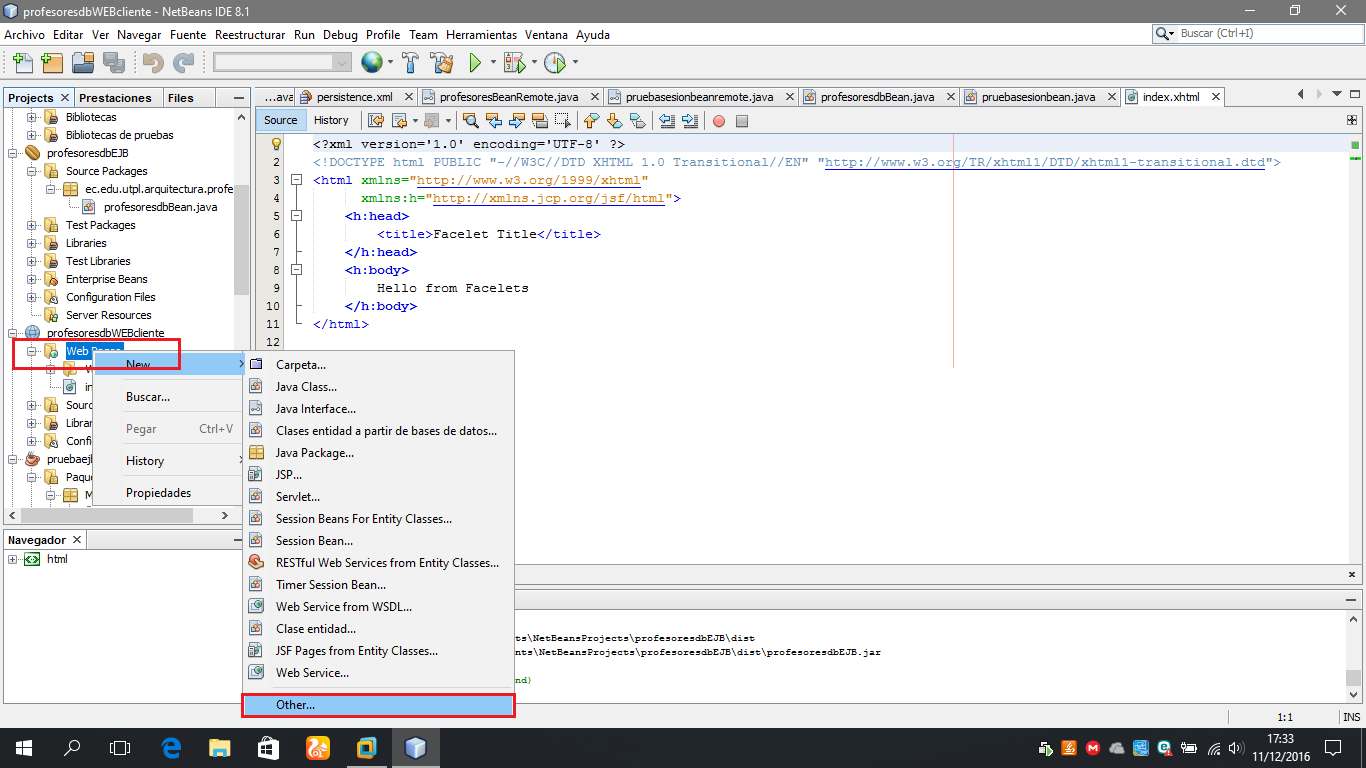 profesoresdbWEBcliente - NetBeans IDE 8.1
Archivo Editar Ver Navegar Fuente Reestructurar Run Debug Profile Team Herramientas Ventana Ayuda
Buscar (Ctrl+I)
Projects Prestaciones Files
...ava persistence.xml profesoresBeanRemote.java pruebasesionbeanremote.java profesoresdbBean.java pruebasesionbean.java index.xhtml
Source History
Bibliotecas
Bibliotecas de pruebas
profesoresdbEJB
Source Packages
ec.edu.utpl.arquitectura.profe
profesoresdbBean.java
Test Packages
Libraries
Test Libraries
Enterprise Beans
Configuration Files
Server Resources
profesoresdbWEBcliente
Web Pages
W
in
Sour
Librar
Confi
pruebaejl
Paqu
M
1 <?xml version='1.0' encoding='UTF-8' ?>
2 <!DOCTYPE html PUBLIC "-//W3C//DTD XHTML 1.0 Transitional//EN" "http://www.w3.org/TR/xhtml1/DTD/xhtml1-transitional.dtd">
3 <html xmlns="http://www.w3.org/1999/xhtml"
4 xmlns:h="http://xmlns.jcp.org/jsf/html">
5 <h:head>
6 <title>Facelet Title</title>
7 </h:head>
8 <h:body>
9 Hello from Facelets
10 </h:body>
11 </html>
12
New
Buscar...
Pegar Ctrl+V
History
Propiedades
Carpeta...
Java Class...
Java Interface...
Clases entidad a partir de bases de datos...
Java Package...
JSP...
Servlet...
Session Beans For Entity Classes...
Session Bean...
RESTful Web Services from Entity Classes...
Timer Session Bean...
Web Service from WSDL...
Clase entidad...
JSF Pages from Entity Classes...
Web Service...
Other...
Navegador
html
ts\NetBeansProjects\profesoresdbEJB\dist
nts\NetBeansProjects\profesoresdbEJB\dist\profesoresdbEJB.jar
nd)
1:1 INS
17:33
11/12/2016